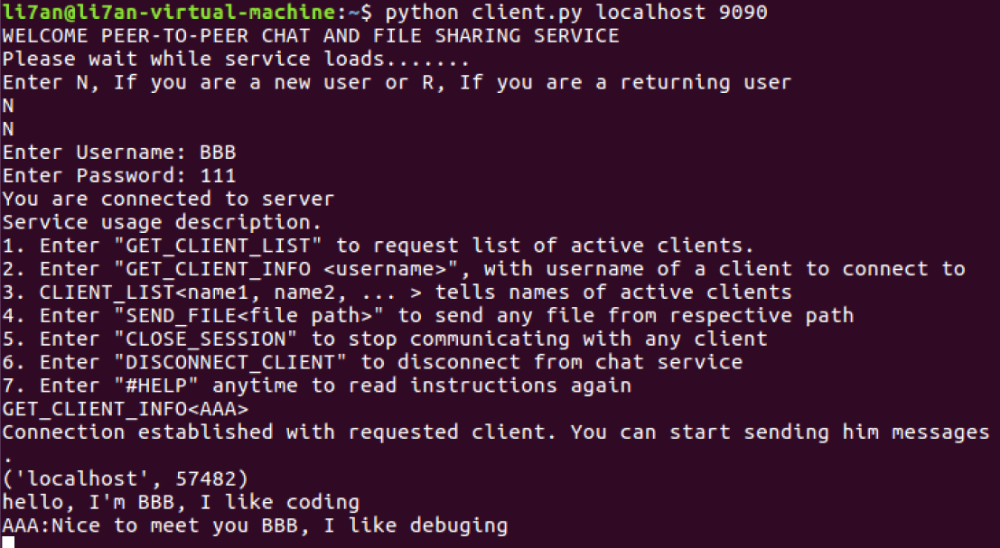 li7an@li7an-virtual-machine:~$ python client.py localhost 9090
WELCOME PEER-TO-PEER CHAT AND FILE SHARING SERVICE
Please wait while service loads.......
Enter N, If you are a new user or R, If you are a returning user
N
N
Enter Username: BBB
Enter Password: 111
You are connected to server
Service usage description.
1. Enter "GET_CLIENT_LIST" to request list of active clients.
2. Enter "GET_CLIENT_INFO <username>", with username of a client to connect to
3. CLIENT_LIST<name1, name2, ... > tells names of active clients
4. Enter "SEND_FILE<file path>" to send any file from respective path
5. Enter "CLOSE_SESSION" to stop communicating with any client
6. Enter "DISCONNECT_CLIENT" to disconnect from chat service
7. Enter "#HELP" anytime to read instructions again
GET_CLIENT_INFO<AAA>
Connection established with requested client. You can start sending him messages
.
('localhost', 57482)
hello, I'm BBB, I like coding
AAA:Nice to meet you BBB, I like debuging